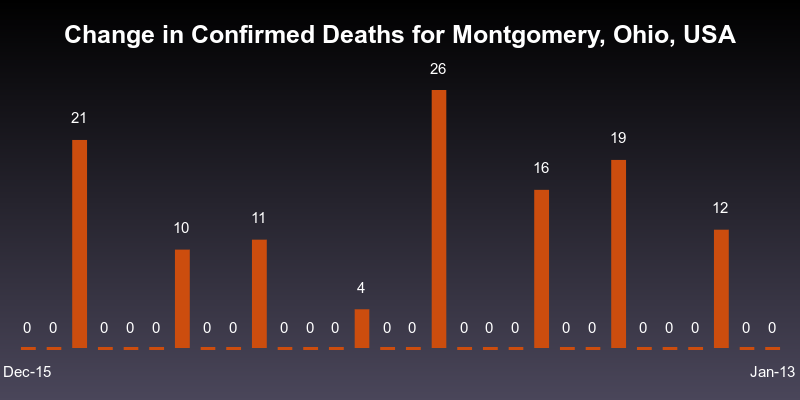 Change in Confirmed Deaths for Montgomery, Ohio, USA
0 0 21 0 0 0 10 0 0 11 0 0 0 4 0 0 26 0 0 0 16 0 0 19 0 0 0 12 0 0
Dec-15 Jan-13